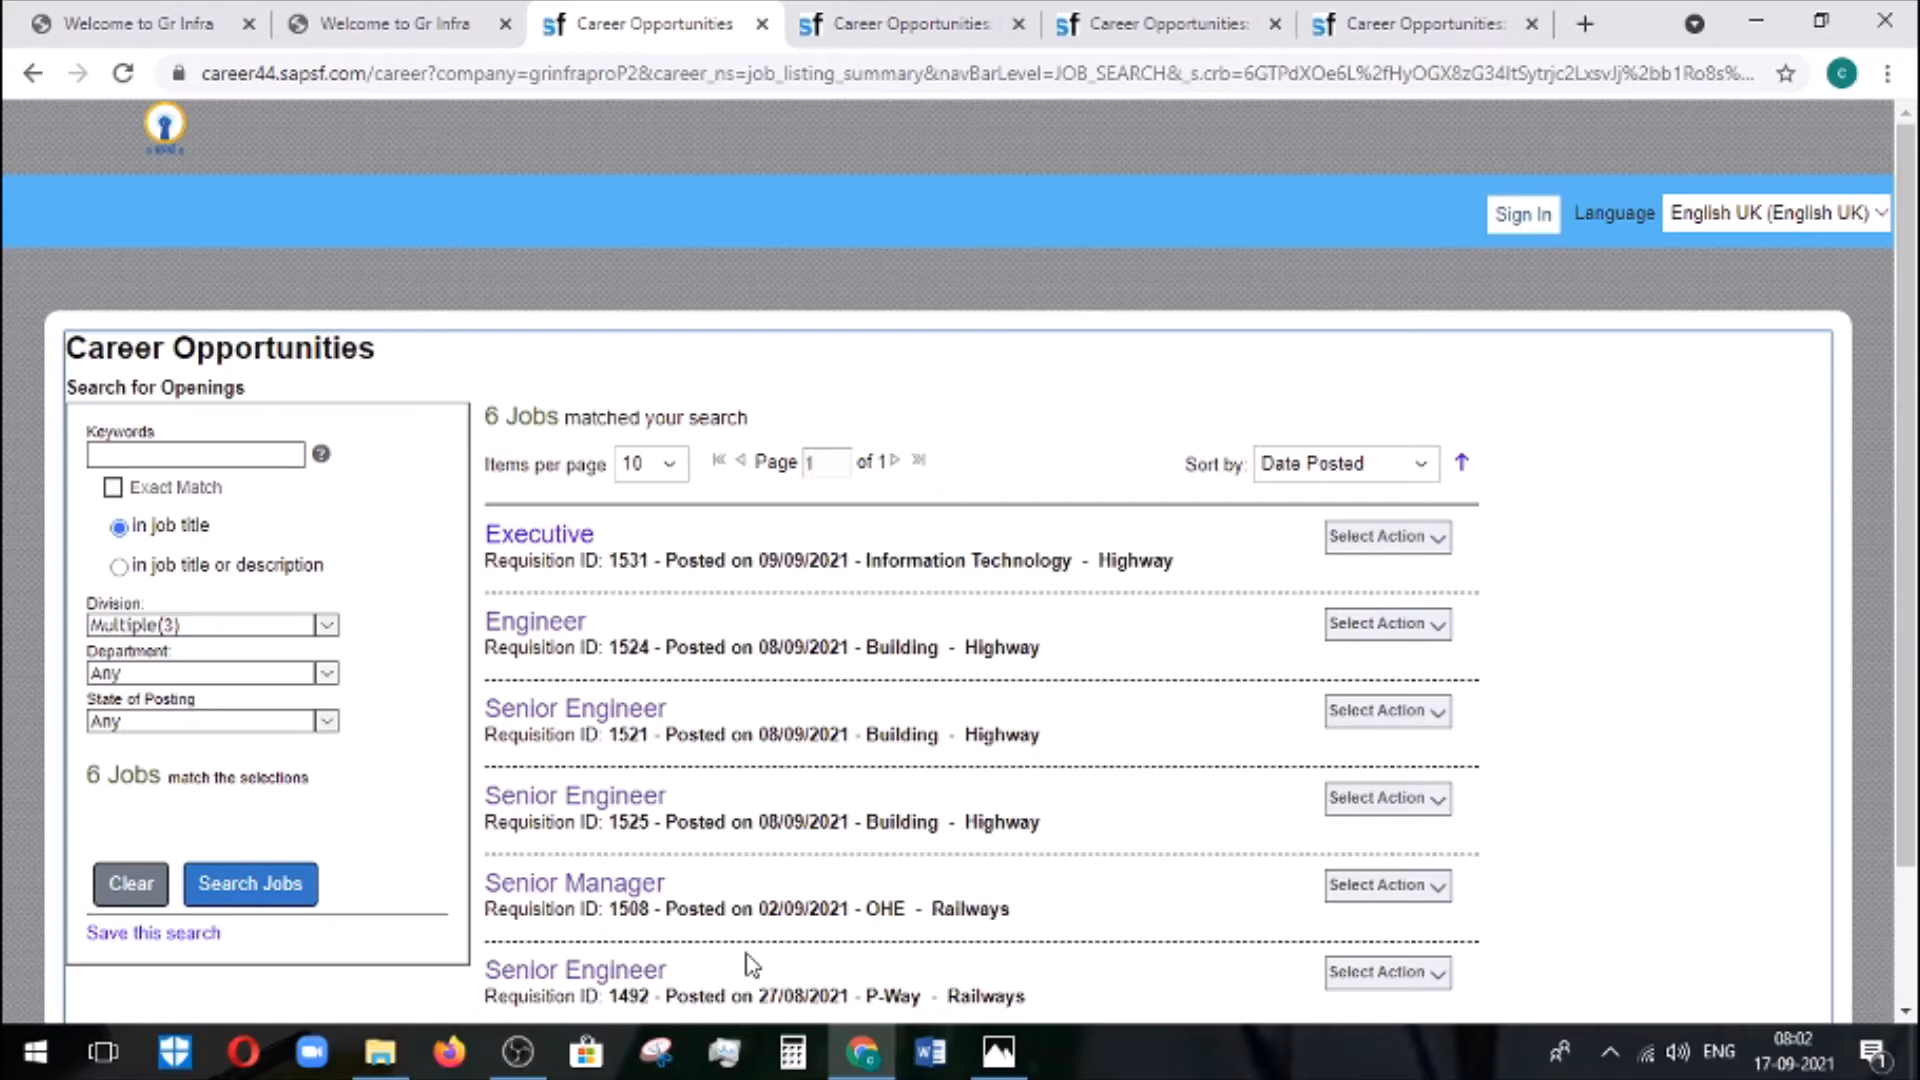 Welcome to Gr Infra
Welcome to Gr Infra
sf Career Opportunities
sf Career Opportunities:
sf Career Opportunities:
sf Career Opportunities:
career44.sapsf.com/career?company=grinfraproP2&career_ns=job_listing_summary&navBarLevel=JOB_SEARCH&_s.crb=6GTPdXOe6L%2fHyOGX8zG34ltSytrjc2LxsvJj%2bb1Ro8s%...
c
Sign In Language English UK (English UK)
Career Opportunities
Search for Openings
Keywords
Exact Match
in job title
in job title or description
Division:
Multiple(3)
Department:
Any
State of Posting
Any
6 Jobs match the selections
Clear Search Jobs
Save this search
6 Jobs matched your search
Items per page 10 Page 1 of 1 Sort by: Date Posted
Executive Select Action
Requisition ID: 1531 - Posted on 09/09/2021 - Information Technology - Highway
Engineer Select Action
Requisition ID: 1524 - Posted on 08/09/2021 - Building - Highway
Senior Engineer Select Action
Requisition ID: 1521 - Posted on 08/09/2021 - Building - Highway
Senior Engineer Select Action
Requisition ID: 1525 - Posted on 08/09/2021 - Building - Highway
Senior Manager Select Action
Requisition ID: 1508 - Posted on 02/09/2021 - OHE - Railways
Senior Engineer Select Action
Requisition ID: 1492 - Posted on 27/08/2021 - P-Way - Railways
ENG
08:02
17-09-2021
1